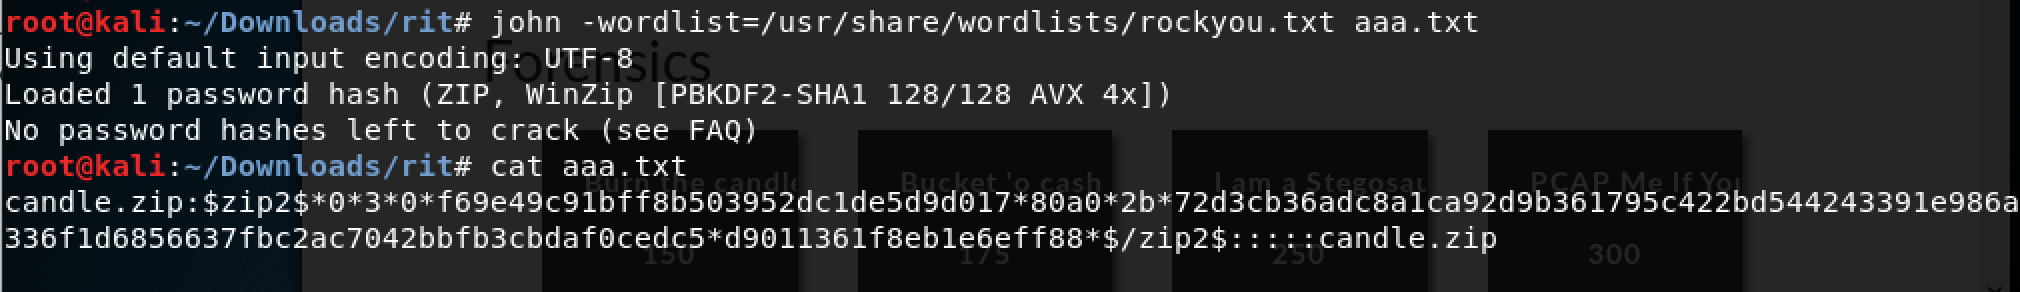 root@kali:~/Downloads/rit# john -wordlist=/usr/share/wordlists/rockyou.txt aaa.txt
Using default input encoding: UTF-8
Forensics
Loaded 1 password hash (ZIP, WinZip [PBKDF2-SHA1 128/128 AVX 4x])
No password hashes left to crack (see FAQ)
root@kali:~/Downloads/rit# cat aaa.txt
Burn the candle
Bucket 'o cash
I am a Stegosau
PCAP Me If You
candle.zip:$zip2$*0*3*0*f69e49c91bff8b503952dc1de5d9d017*80a0*2b*72d3cb36adc8a1ca92d9b361795c422bd544243391e986a
336f1d6856637fbc2ac7042bbfb3cbdaf0cedc5*d9011361f8eb1e6eff88*$/zip2$:::::candle.zip
150
175
250
300